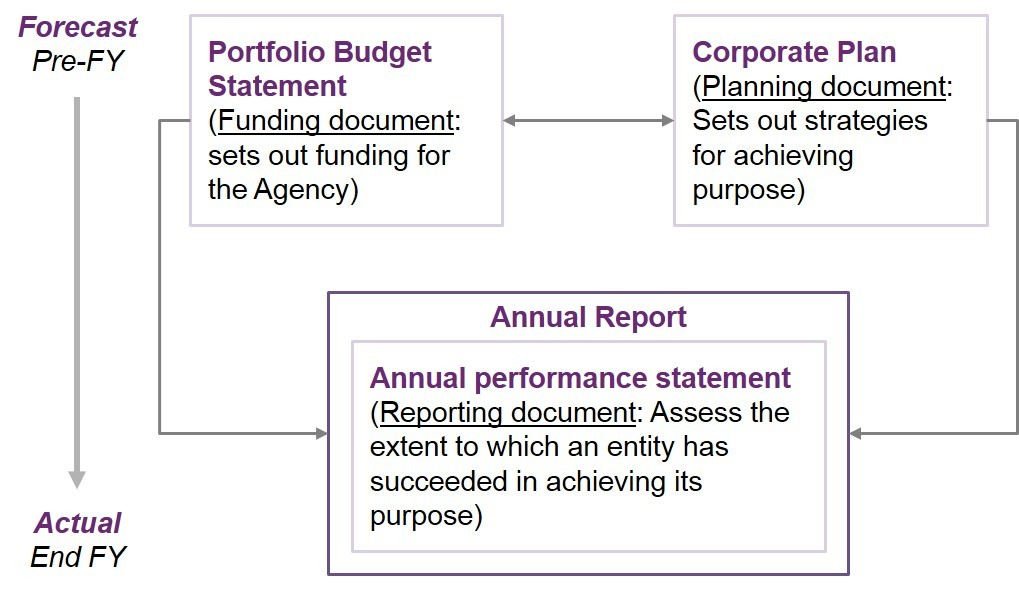 Forecast
Pre-FY
Portfolio Budget
Statement
(Funding document:
sets out funding for
the Agency)
Corporate Plan
(Planning document:
Sets out strategies
for achieving
purpose)
Annual Report
Annual performance statement
(Reporting document: Assess the
extent to which an entity has
succeeded in achieving its
purpose)
Actual
End FY